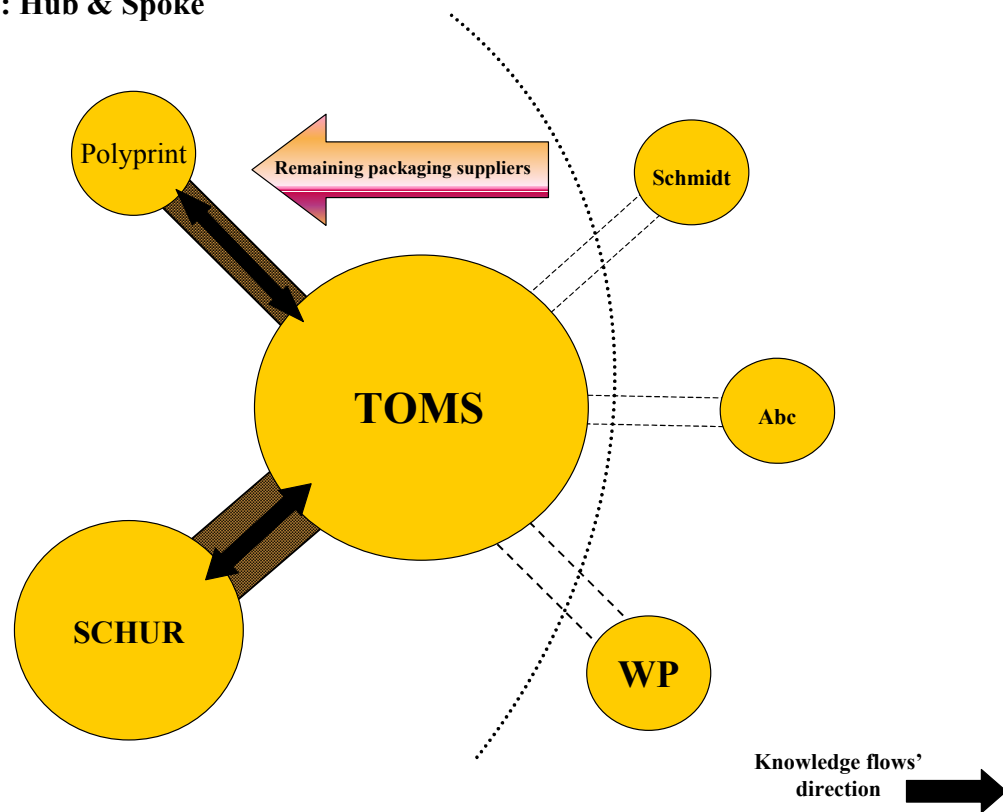 : Hub & Spoke
Polyprint
Remaining packaging suppliers
Schmidt
TOMS
Abc
SCHUR
WP
Knowledge flows’
direction